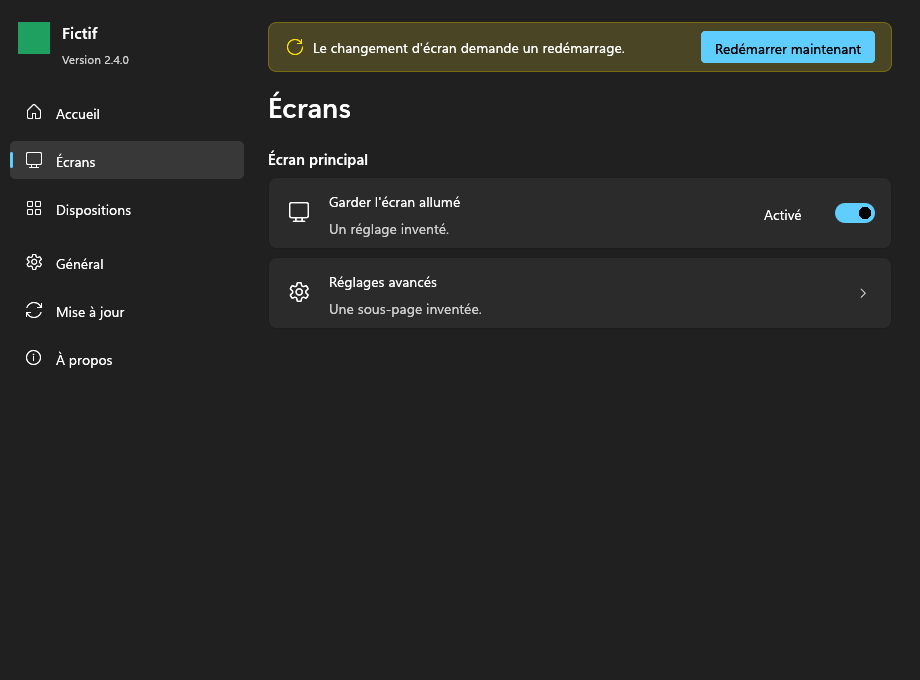 Fictif
Version 2.4.0
Accueil
Écrans
Dispositions
Général
Mise à jour
À propos
Le changement d'écran demande un redémarrage.
Redémarrer maintenant
Écrans
Écran principal
Garder l'écran allumé
Un réglage inventé.
Activé
Réglages avancés
Une sous-page inventée.